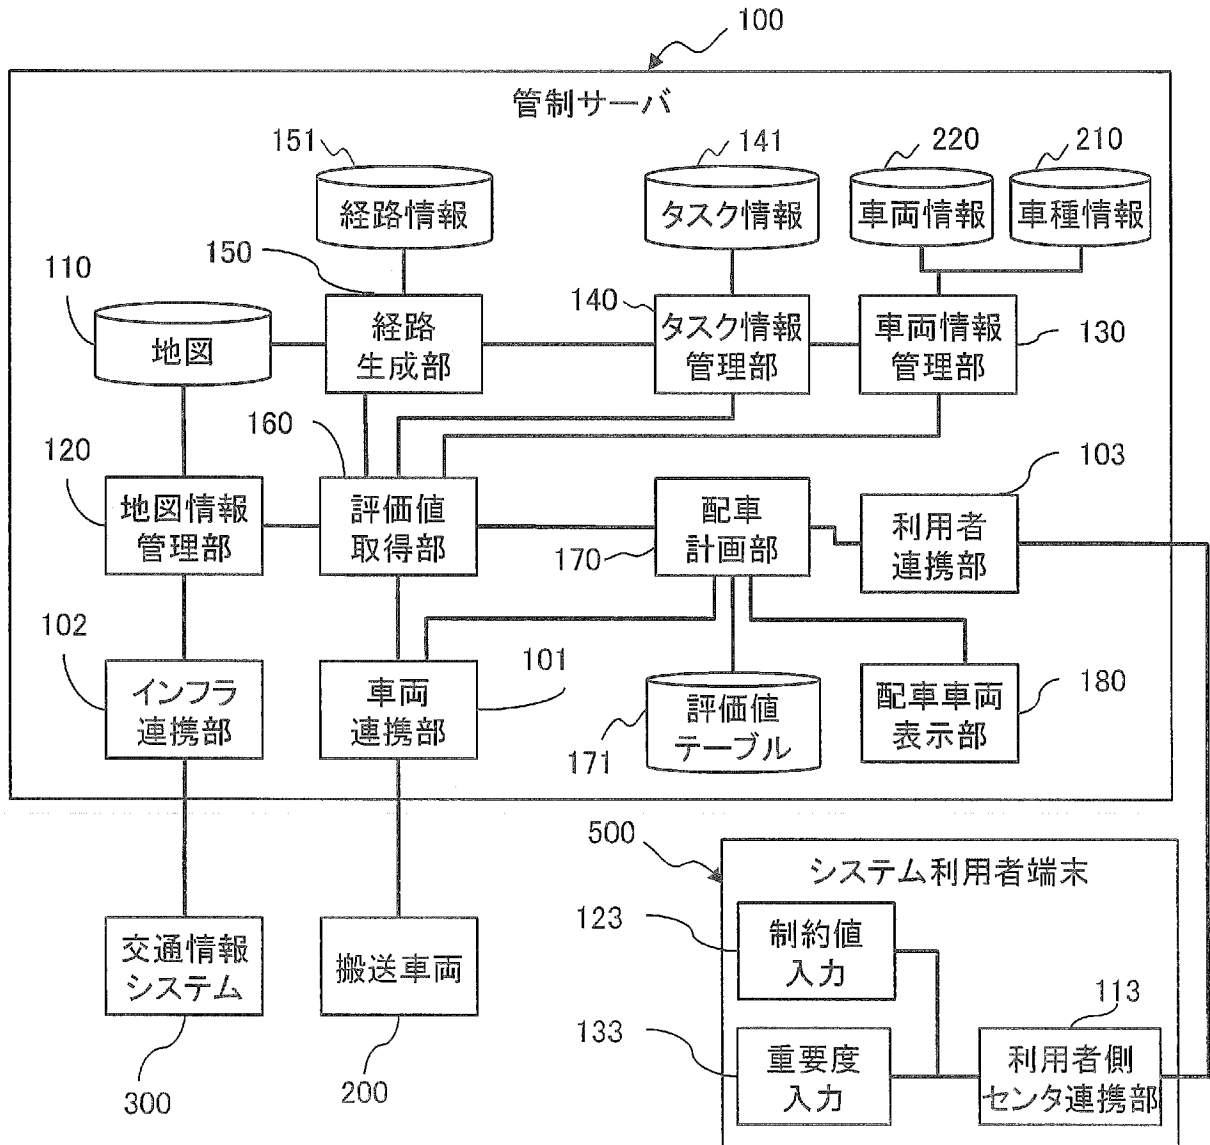 100
管制サーバ
151
141
220
210
経路情報
タスク情報
車両情報
車種情報
150
110
140
130
地図
経路
生成部
タスク情報
管理部
車両情報
管理部
160
120
103
地図情報
管理部
評価値
取得部
配車
計画部
170
利用者
連携部
102
101
インフラ
連携部
車両
連携部
評価値
テーブル
171
配車車両
表示部
180
500
システム利用者端末
123
制約値
入力
交通情報
システム
搬送車両
113
133
重要度
入力
利用者側
センタ連携部
300
200